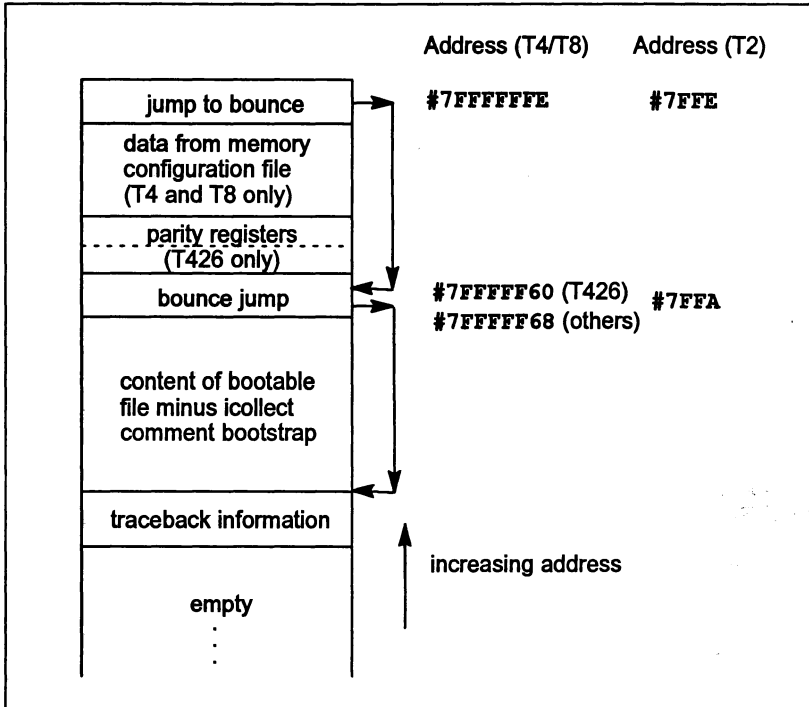 Address (T4/T8) Address (T2)
jump to bounce #7FFFFFFE #7FFE
data from memory
configuration file
(T4 and T8 only)
parity registers
(T426 only)
bounce jump #7FFFFF60 (T426) #7FFA
#7FFFFF68 (others)
content of bootable
file minus icollect
comment bootstrap
traceback information
increasing address
empty